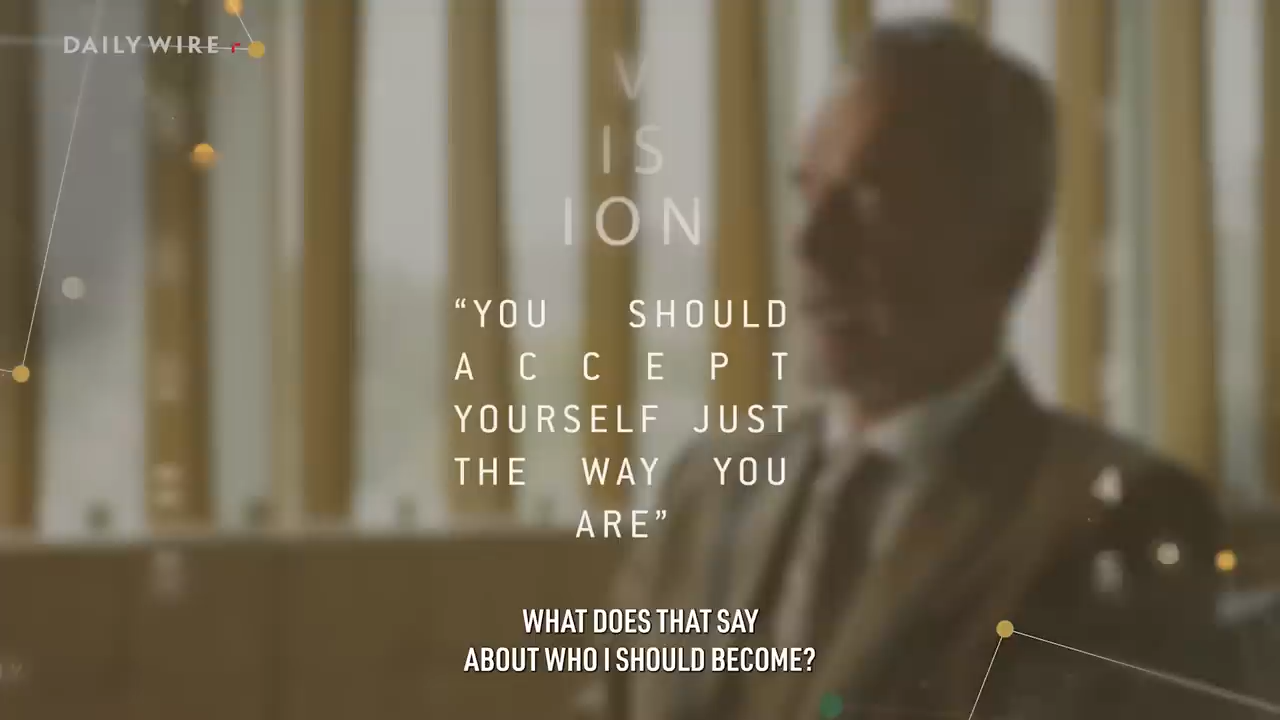 DAILY WIRE
V
IS
ION
“YOU SHOULD
ACCEPT
YOURSELF JUST
THE WAY YOU
ARE”
WHAT DOES THAT SAY
ABOUT WHO I SHOULD BECOME?